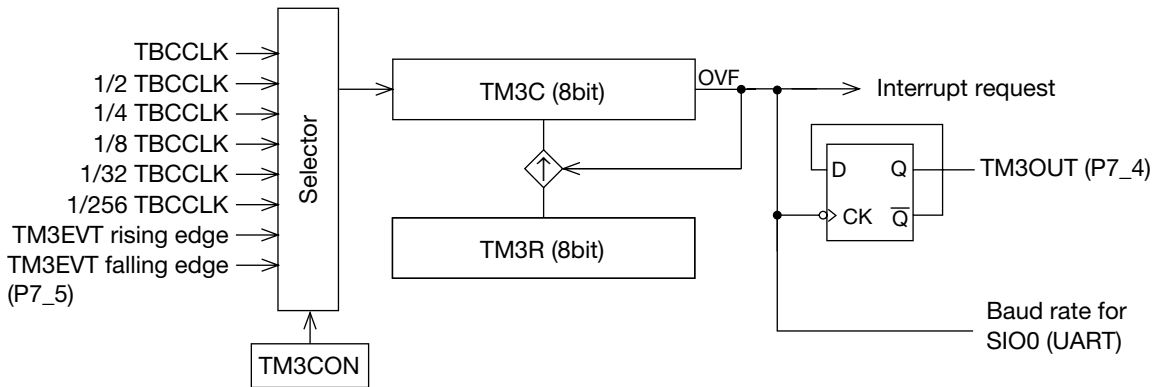 TBCCLK
1/2 TBCCLK
1/4 TBCCLK
1/8 TBCCLK
1/32 TBCCLK
1/256 TBCCLK
TM3EVT rising edge
TM3EVT falling edge
(P7_5)
Selector
TM3CON
TM3C (8bit)
OVF
TM3R (8bit)
Interrupt request
D Q
CK Q̅
TM3OUT (P7_4)
Baud rate for
SIO0 (UART)